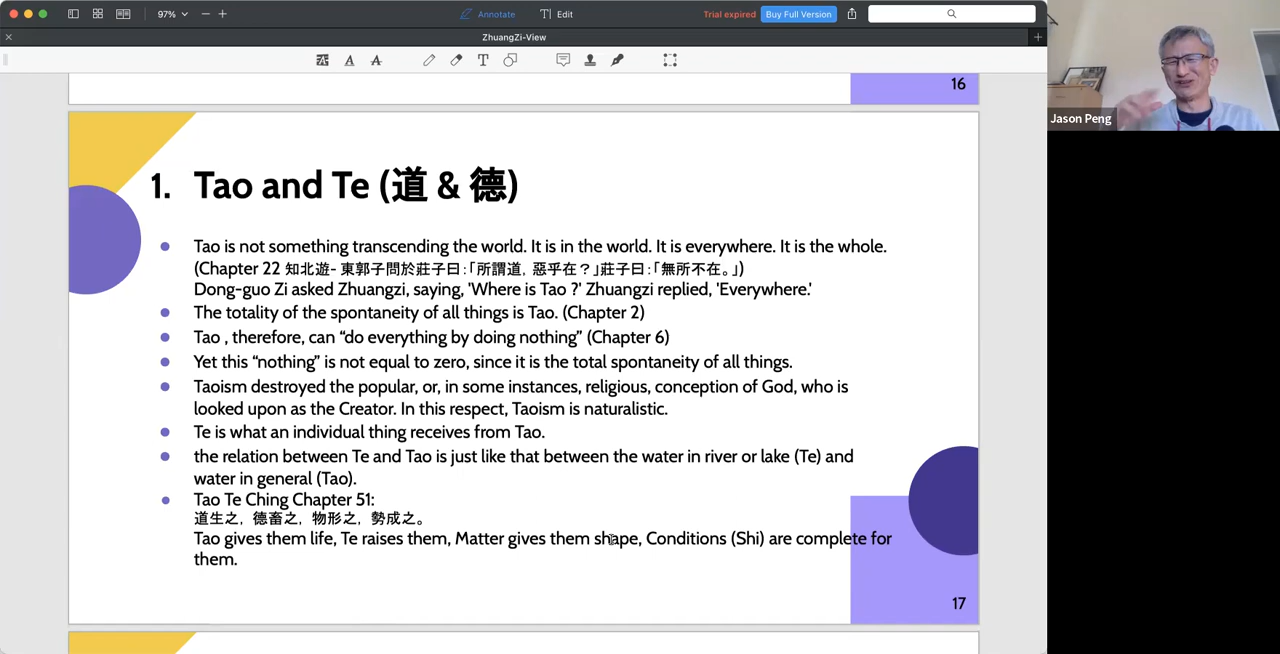 97%
Annotate
Edit
Trial expired
Buy Full Version
ZhuangZi-View
16
Jason Peng
1. Tao and Te (道 & 德)
Tao is not something transcending the world. It is in the world. It is everywhere. It is the whole.
(Chapter 22 知北遊- 東郭子問於莊子曰:「所謂道，惡乎在？」莊子曰:「無所不在。」)
Dong-guo Zi asked Zhuangzi, saying, 'Where is Tao ?' Zhuangzi replied, 'Everywhere.'
The totality of the spontaneity of all things is Tao. (Chapter 2)
Tao , therefore, can “do everything by doing nothing” (Chapter 6)
Yet this “nothing” is not equal to zero, since it is the total spontaneity of all things.
Taoism destroyed the popular, or, in some instances, religious, conception of God, who is
looked upon as the Creator. In this respect, Taoism is naturalistic.
Te is what an individual thing receives from Tao.
the relation between Te and Tao is just like that between the water in river or lake (Te) and
water in general (Tao).
Tao Te Ching Chapter 51:
道生之，德畜之，物形之，勢成之。
Tao gives them life, Te raises them, Matter gives them shape, Conditions (Shi) are complete for
them.
17